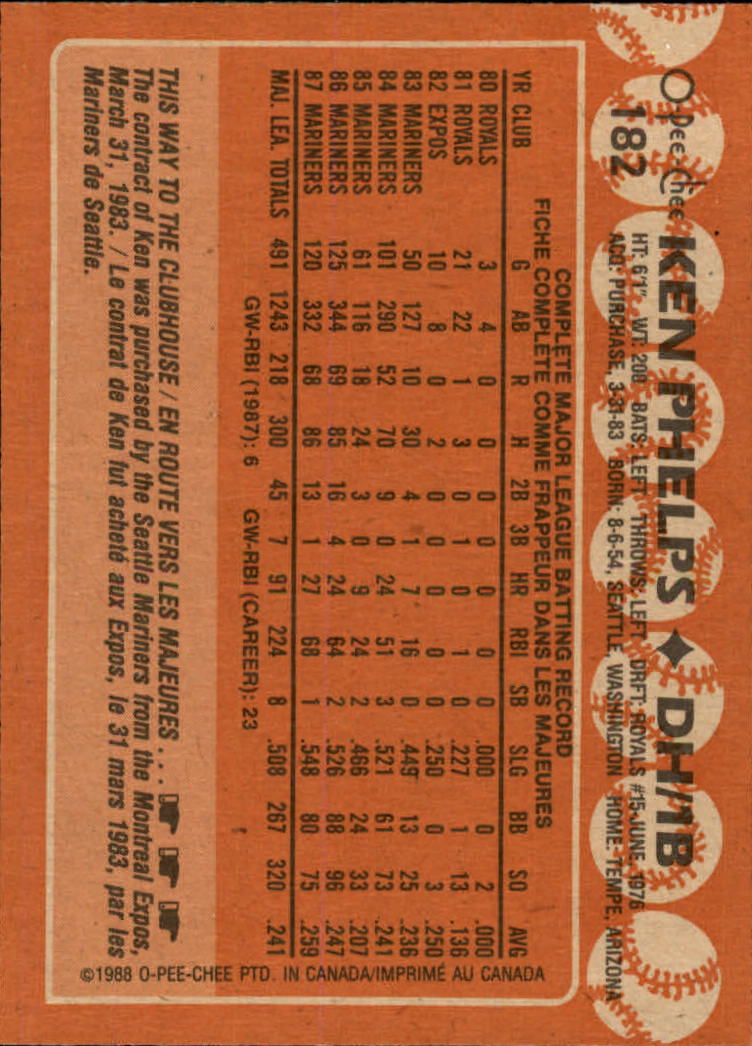 O-Pee-Chee
182
KEN PHELPS ♦ DH/1B
HT: 6'1" WT: 208 BATS: LEFT THROWS: LEFT DRFT: ROYALS #15-JUNE, 1976
ACQ: PURCHASE, 3-31-83 BORN: 8-6-54, SEATTLE, WASHINGTON HOME: TEMPE, ARIZONA
COMPLETE MAJOR LEAGUE BATTING RECORD
FICHE COMPLETE COMME FRAPPEUR DANS LES MAJEURES
YR CLUB G AB R H 2B 3B HR RBI SB SLG BB SO AVG
80 ROYALS 3 4 0 0 0 0 0 0 0 .000 0 2 .000
81 ROYALS 21 22 1 3 0 1 0 1 0 .227 1 13 .136
82 EXPOS 10 8 0 2 0 0 0 0 0 .250 0 3 .250
83 MARINERS 50 127 10 30 4 1 7 16 0 .449 13 25 .236
84 MARINERS 101 290 52 70 9 0 24 51 3 .521 61 73 .241
85 MARINERS 61 116 18 24 3 0 9 24 2 .466 24 33 .207
86 MARINERS 125 344 69 85 16 4 24 64 2 .526 88 96 .247
87 MARINERS 120 332 68 86 13 1 27 68 1 .548 80 75 .259
MAJ. LEA. TOTALS 491 1243 218 300 45 7 91 224 8 .508 267 320 .241
GW-RBI (1987): 6 GW-RBI (CAREER): 23
THIS WAY TO THE CLUBHOUSE / EN ROUTE VERS LES MAJEURES . . .
The contract of Ken was purchased by the Seattle Mariners from the Montreal Expos,
March 31, 1983. / Le contrat de Ken fut acheté aux Expos, le 31 mars 1983, par les
Mariners de Seattle.
©1988 O-PEE-CHEE PTD. IN CANADA/IMPRIMÉ AU CANADA